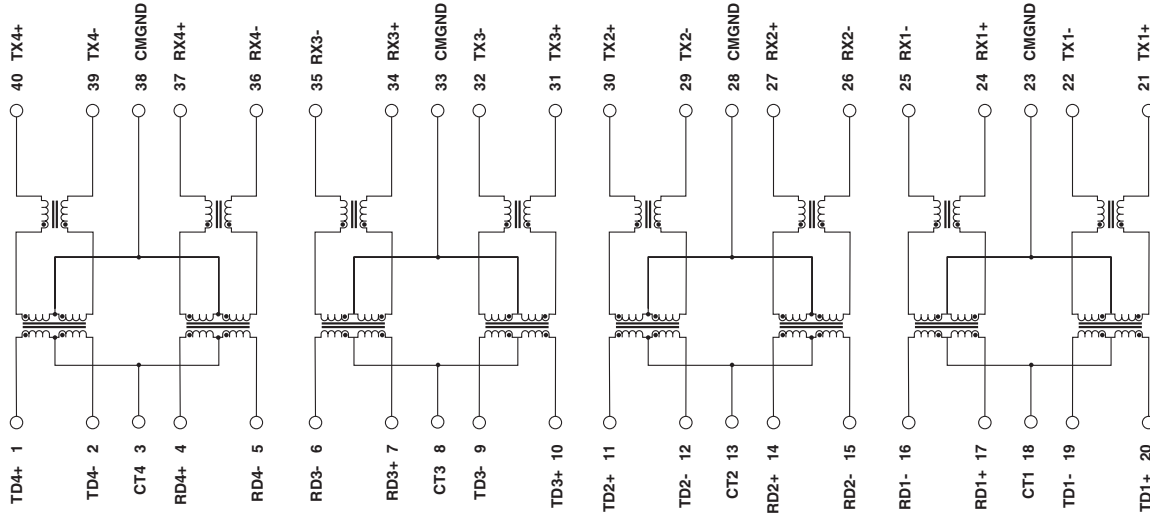 40 TX4+
39 TX4-
38 CMGND
37 RX4+
36 RX4-
35 RX3-
34 RX3+
33 CMGND
32 TX3-
31 TX3+
30 TX2+
29 TX2-
28 CMGND
27 RX2+
26 RX2-
25 RX1-
24 RX1+
23 CMGND
22 TX1-
21 TX1+
TD4+ 1
TD4- 2
CT4 3
RD4+ 4
RD4- 5
RD3- 6
RD3+ 7
CT3 8
TD3- 9
TD3+ 10
TD2+ 11
TD2- 12
CT2 13
RD2+ 14
RD2- 15
RD1- 16
RD1+ 17
CT1 18
TD1- 19
TD1+ 20